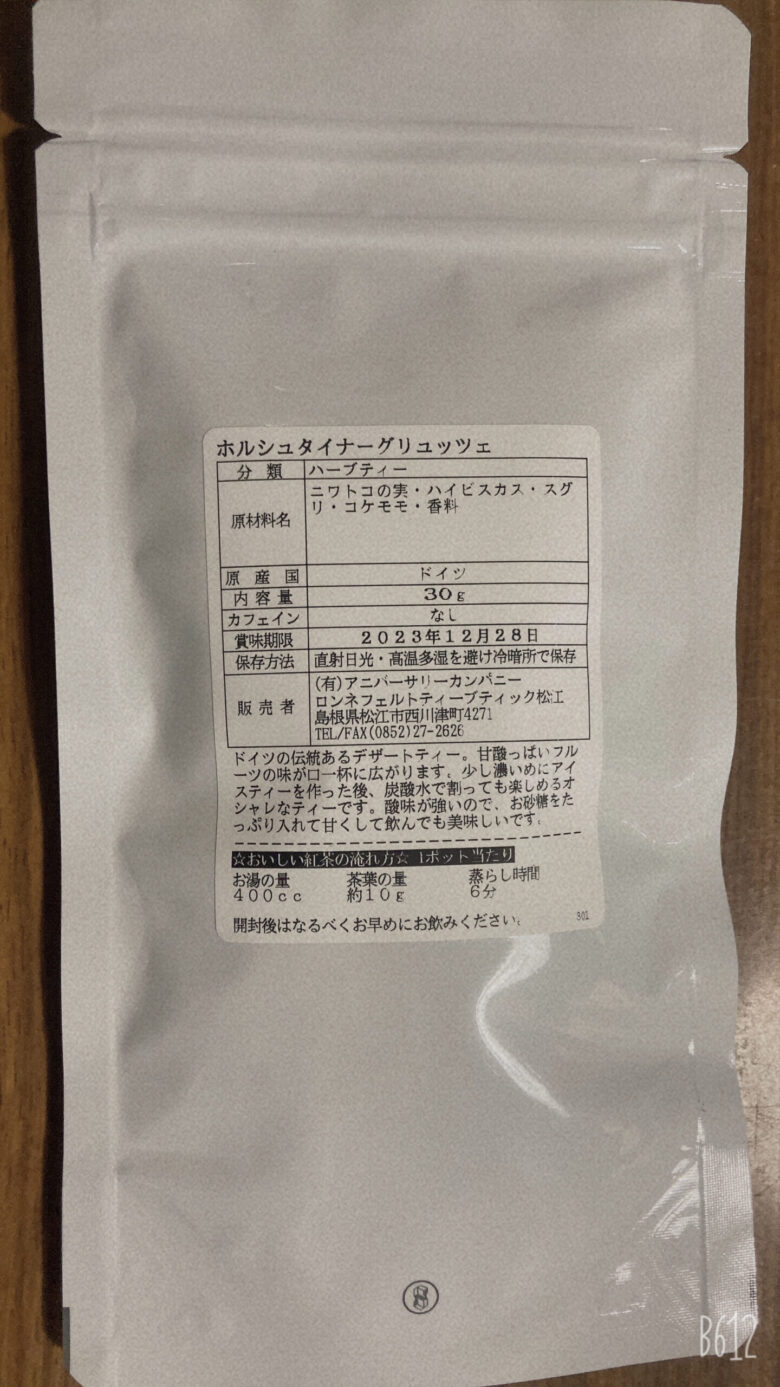 ホルシュタイナーグリュッツェ
分類 ハーブティー
原材料名 ニワトコの実・ハイビスカス・スグ
リ・コケモモ・香料
原産国 ドイツ
内容量 30g
カフェイン なし
賞味期限 2023年12月28日
保存方法 直射日光・高温多湿を避け冷暗所で保存
販売者 (有)アニバーサリーカンパニー
ロンネフェルトティーブティック松江
島根県松江市西川津町4271
TEL/FAX(0852)27-2626
ドイツの伝統あるデザートティー。甘酸っぱいフル
ーツの味が口一杯に広がります。少し濃いめにアイ
スティーを作った後、炭酸水で割っても楽しめるオ
シャレなティーです。酸味が強いので、お砂糖をた
っぷり入れて甘くして飲んでも美味しいです。
☆おいしい紅茶の淹れ方☆ 1ポット当たり
お湯の量 茶葉の量 蒸らし時間
400cc 約10g 6分
開封後はなるべくお早めにお飲みください。 302
8
B612